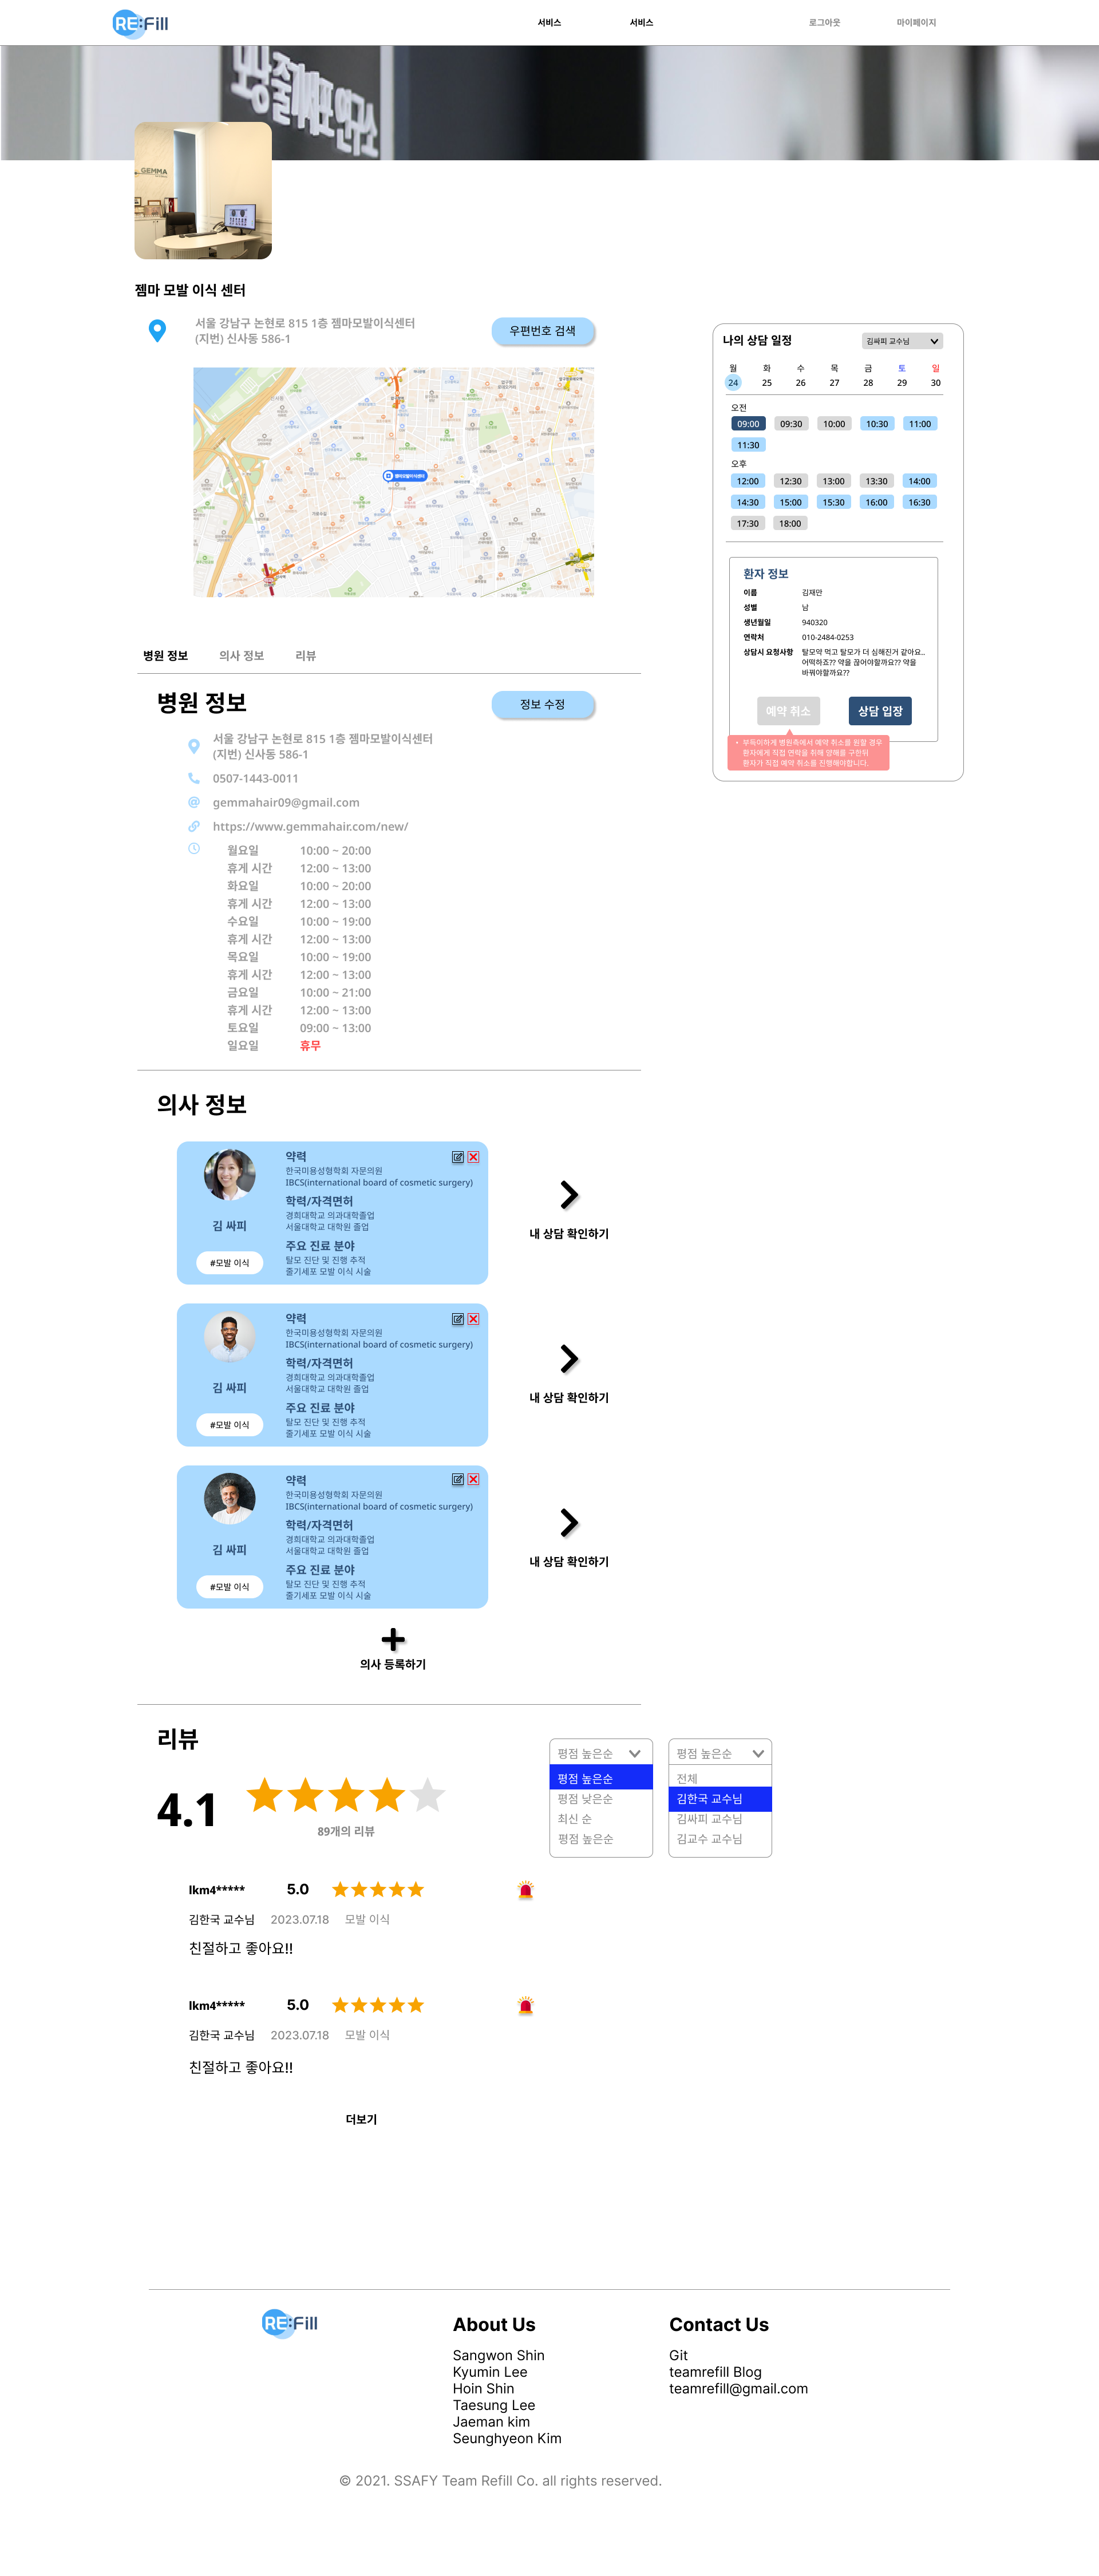 RE:Fill
서비스
서비스
로그아웃
마이페이지
GEMMA
젬마 모발 이식 센터
서울 강남구 논현로 815 1층 젬마모발이식센터
(지번) 신사동 586-1
우편번호 검색
젬마모발이식센터
나의 상담 일정
김싸피 교수님
월 화 수 목 금 토 일
24 25 26 27 28 29 30
오전
09:00 09:30 10:00 10:30 11:00
11:30
오후
12:00 12:30 13:00 13:30 14:00
14:30 15:00 15:30 16:00 16:30
17:30 18:00
환자 정보
이름 김재만
성별 남
생년월일 940320
연락처 010-2484-0253
상담시 요청사항 탈모약 먹고 탈모가 더 심해진거 같아요..
어떡하죠?? 약을 끊어야할까요?? 약을
바꿔야할까요??
예약 취소
상담 입장
• 부득이하게 병원측에서 예약 취소를 원할 경우
환자에게 직접 연락을 취해 양해를 구한뒤
환자가 직접 예약 취소를 진행해야합니다.
병원 정보
의사 정보
리뷰
병원 정보
정보 수정
서울 강남구 논현로 815 1층 젬마모발이식센터
(지번) 신사동 586-1
0507-1443-0011
gemmahair09@gmail.com
https://www.gemmahair.com/new/
월요일 10:00 ~ 20:00
휴게 시간 12:00 ~ 13:00
화요일 10:00 ~ 20:00
휴게 시간 12:00 ~ 13:00
수요일 10:00 ~ 19:00
휴게 시간 12:00 ~ 13:00
목요일 10:00 ~ 19:00
휴게 시간 12:00 ~ 13:00
금요일 10:00 ~ 21:00
휴게 시간 12:00 ~ 13:00
토요일 09:00 ~ 13:00
일요일 휴무
의사 정보
김 싸피
#모발 이식
약력
한국미용성형학회 자문의원
IBCS(international board of cosmetic surgery)
학력/자격면허
경희대학교 의과대학졸업
서울대학교 대학원 졸업
주요 진료 분야
탈모 진단 및 진행 추적
줄기세포 모발 이식 시술
내 상담 확인하기
김 싸피
#모발 이식
약력
한국미용성형학회 자문의원
IBCS(international board of cosmetic surgery)
학력/자격면허
경희대학교 의과대학졸업
서울대학교 대학원 졸업
주요 진료 분야
탈모 진단 및 진행 추적
줄기세포 모발 이식 시술
내 상담 확인하기
김 싸피
#모발 이식
약력
한국미용성형학회 자문의원
IBCS(international board of cosmetic surgery)
학력/자격면허
경희대학교 의과대학졸업
서울대학교 대학원 졸업
주요 진료 분야
탈모 진단 및 진행 추적
줄기세포 모발 이식 시술
내 상담 확인하기
의사 등록하기
리뷰
4.1
89개의 리뷰
평점 높은순
평점 높은순
평점 낮은순
최신 순
평점 높은순
평점 높은순
전체
김한국 교수님
김싸피 교수님
김교수 교수님
lkm4***** 5.0
김한국 교수님 2023.07.18 모발 이식
친절하고 좋아요!!
lkm4***** 5.0
김한국 교수님 2023.07.18 모발 이식
친절하고 좋아요!!
더보기
RE:Fill
About Us
Sangwon Shin
Kyumin Lee
Hoin Shin
Taesung Lee
Jaeman kim
Seunghyeon Kim
Contact Us
Git
teamrefill Blog
teamrefill@gmail.com
© 2021. SSAFY Team Refill Co. all rights reserved.